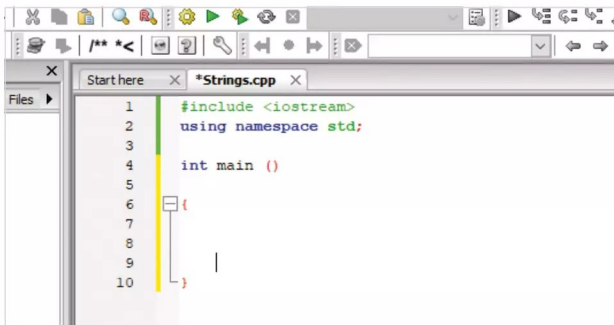 /** *<
Start here
*Strings.cpp
Files
1 #include <iostream>
2 using namespace std;
3
4 int main ()
5
6 {
7
8
9
10 }